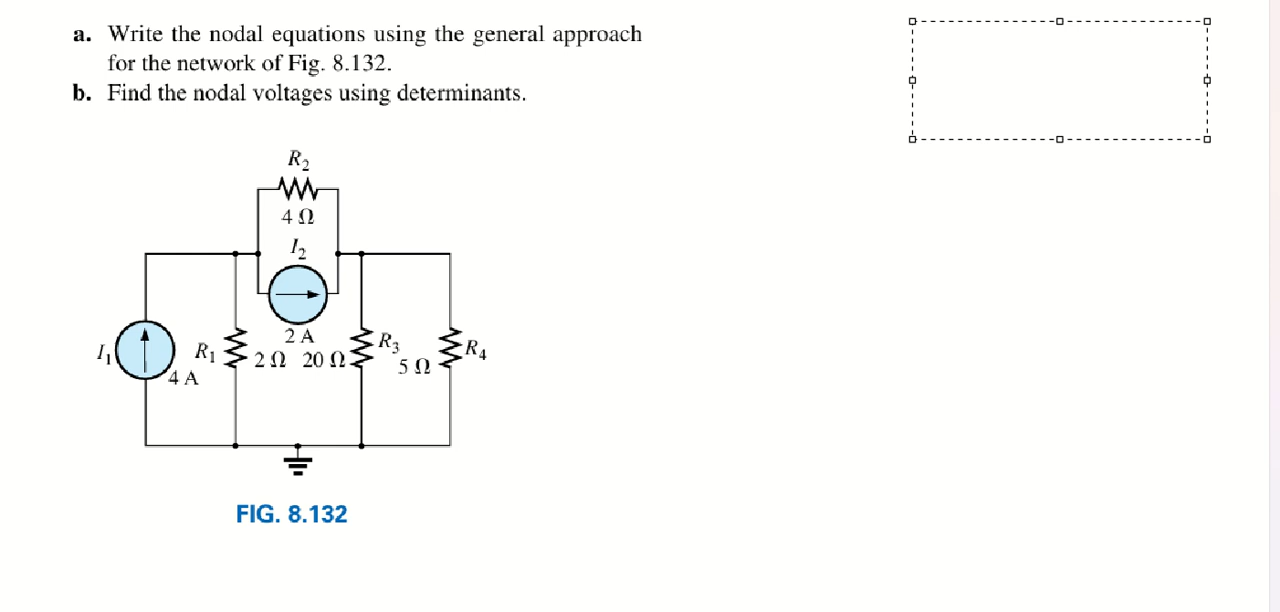 a. Write the nodal equations using the general approach
for the network of Fig. 8.132.
b. Find the nodal voltages using determinants.
R₂
4 Ω
I₂
2 A
I₁
4 A
R₁
2 Ω
20 Ω
R₃
5 Ω
R₄
FIG. 8.132